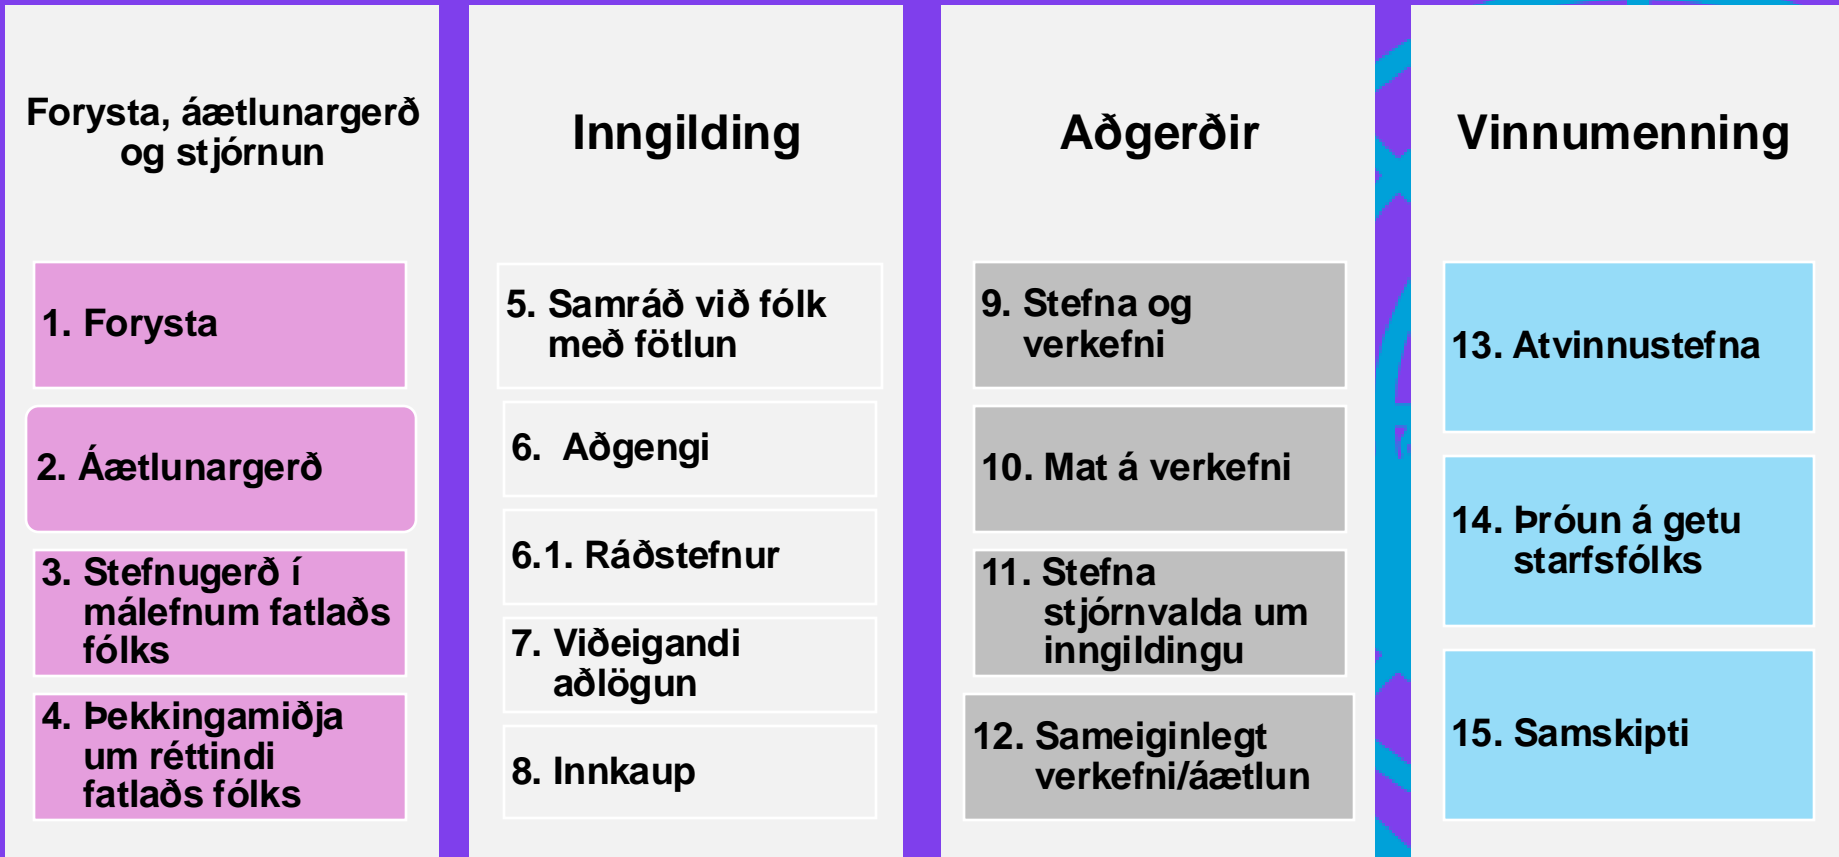 Forysta, áætlunargerð
og stjórnun
1. Forysta
2. Áætlunargerð
3. Stefnugerð í
málefnum fatlaðs
fólks
4. Þekkingamiðja
um réttindi
fatlaðs fólks
Inngilding
5. Samráð við fólk
með fötlun
6. Aðgengi
6.1. Ráðstefnur
7. Viðeigandi
aðlögun
8. Innkaup
Aðgerðir
9. Stefna og
verkefni
10. Mat á verkefni
11. Stefna
stjórnvalda um
inngildingu
12. Sameiginlegt
verkefni/áætlun
Vinnumenning
13. Atvinnustefna
14. Þróun á getu
starfsfólks
15. Samskipti